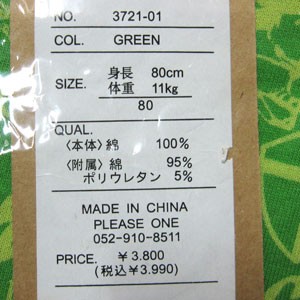 NO. 3721-01
COL. GREEN
SIZE. 身長 80cm
体重 11kg
80
QUAL.
〈本体〉綿 100%
〈附属〉綿 95%
ポリウレタン 5%
MADE IN CHINA
PLEASE ONE
052-910-8511
PRICE. ￥3.800
(税込￥3.990)